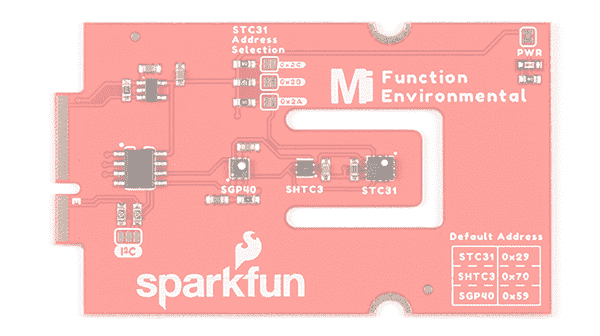 STC31
Address
Selection
0x2C
0x2B
0x2A
PWR
Function
Environmental
SGP40
SHTC3
STC31
I²C
sparkfun
Default Address
STC31 0x29
SHTC3 0x70
SGP40 0x59